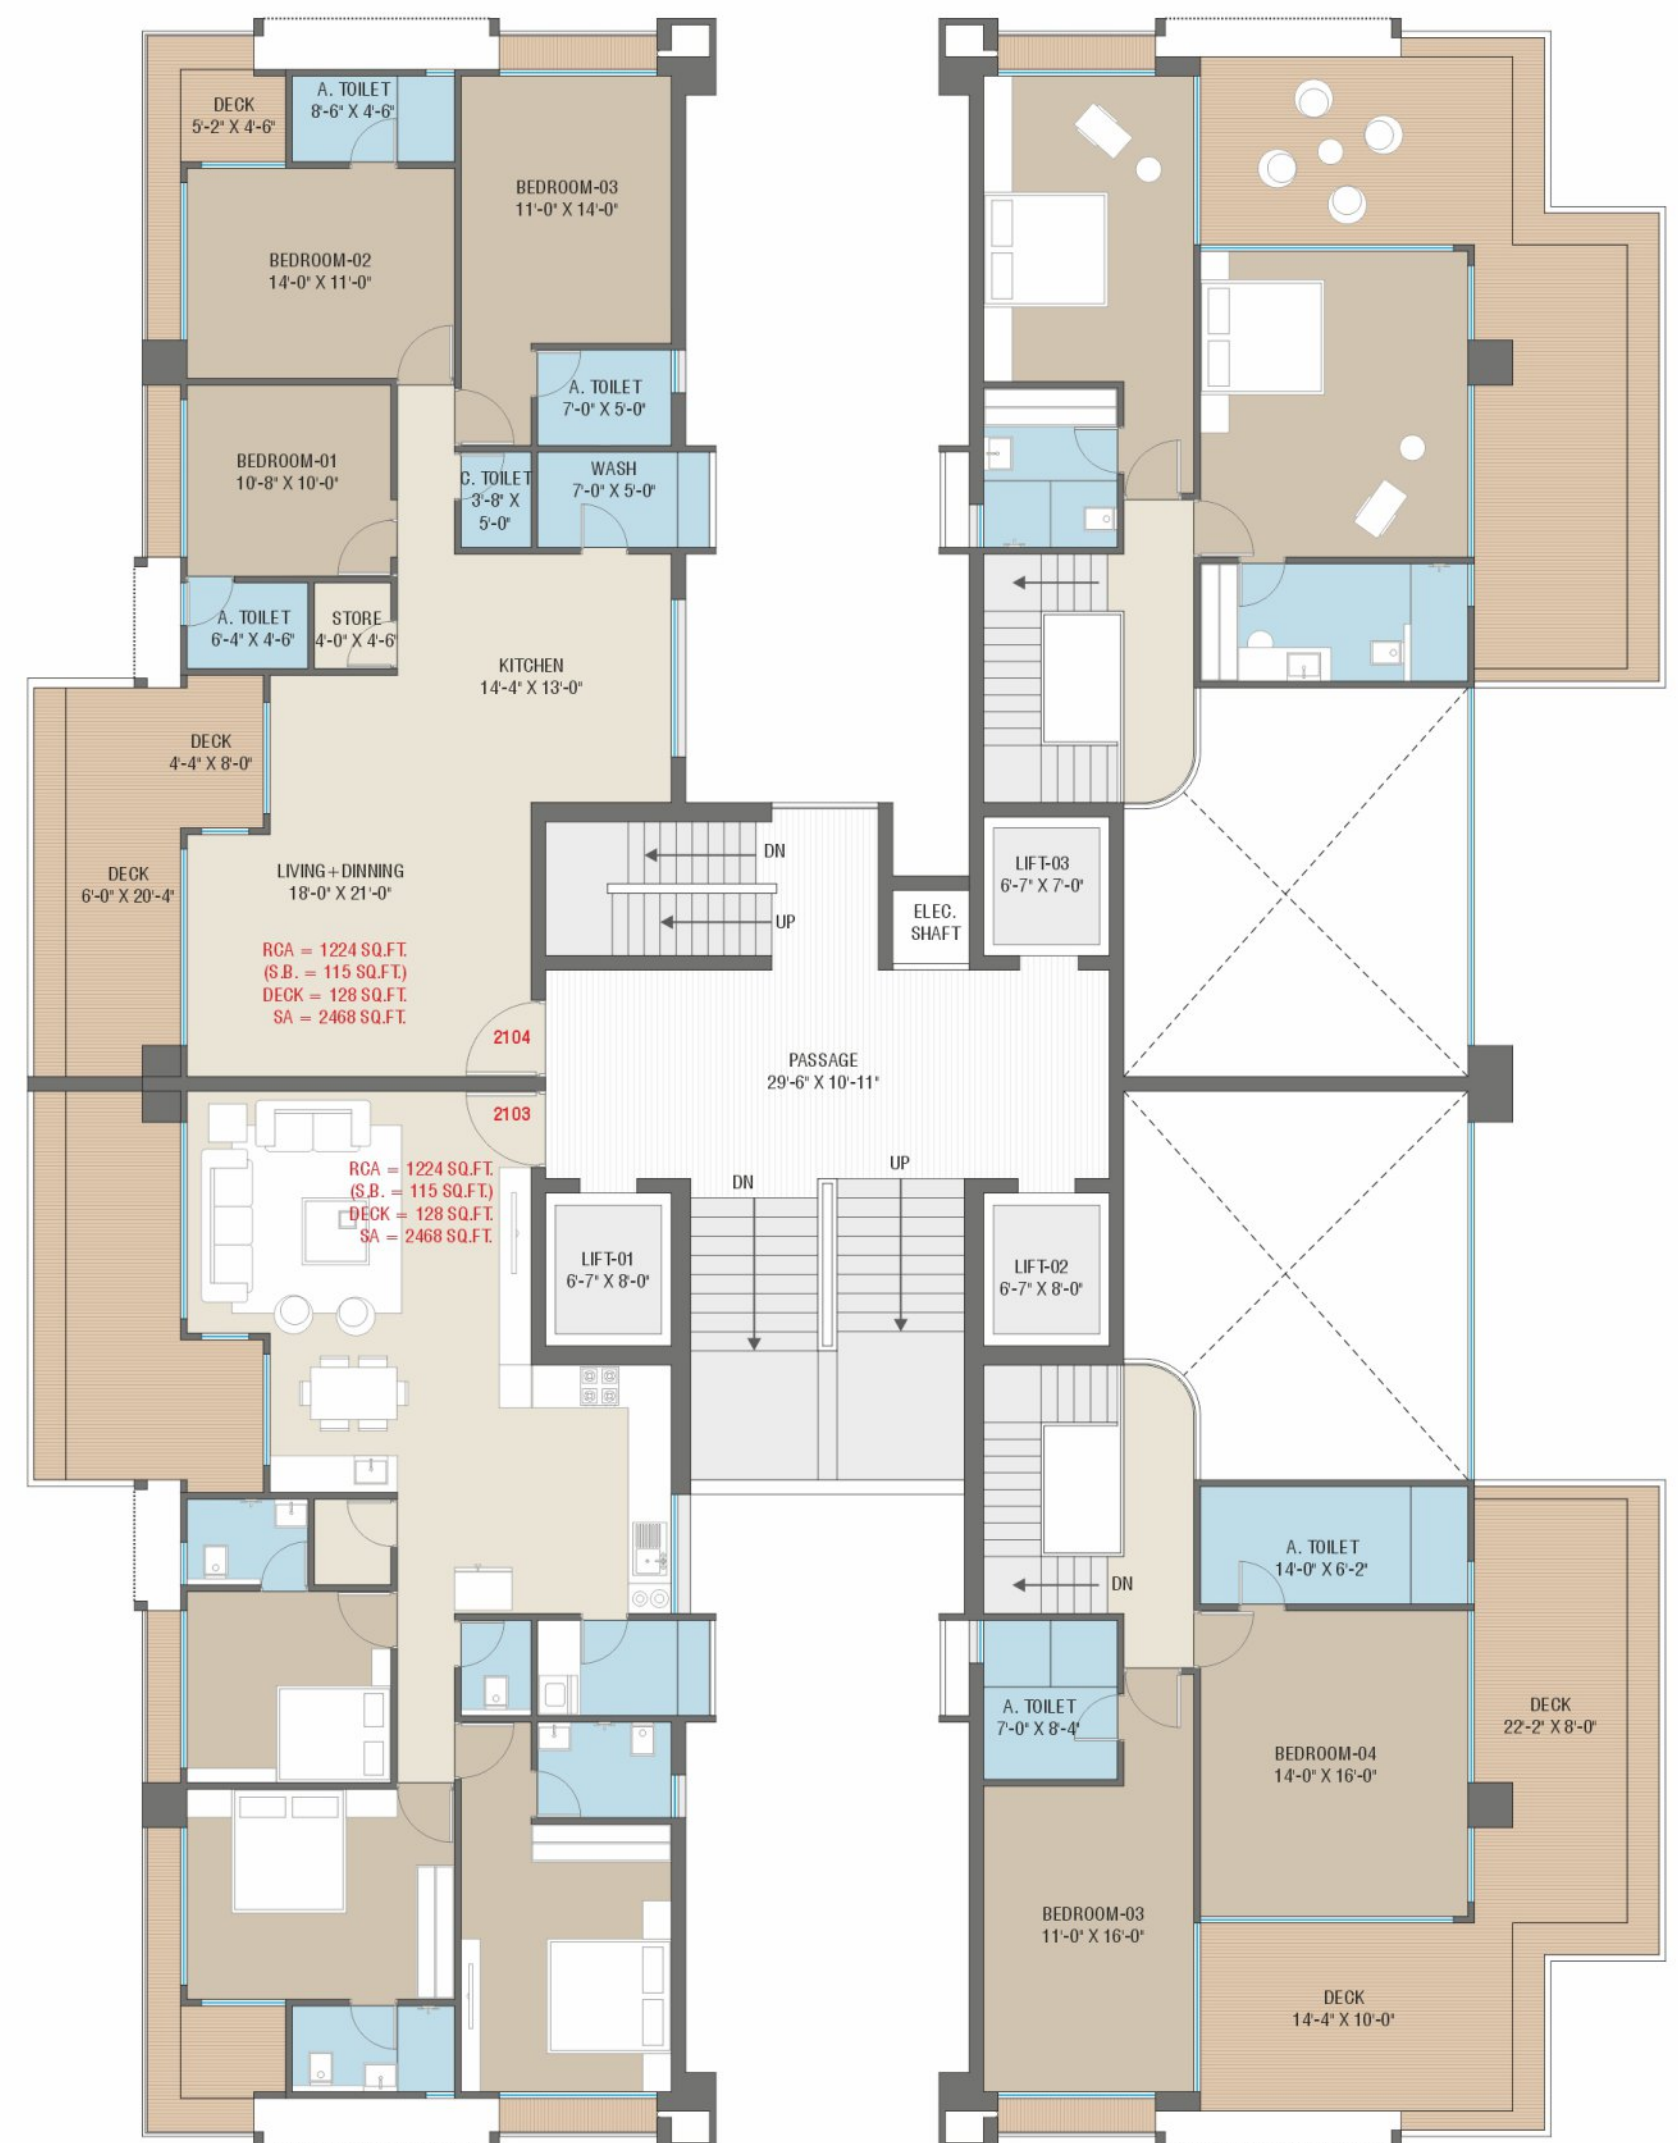 DECK
5'-2" X 4'-6"
A. TOILET
8'-6" X 4'-6"
BEDROOM-03
11'-0" X 14'-0"
BEDROOM-02
14'-0" X 11'-0"
A. TOILET
7'-0" X 5'-0"
BEDROOM-01
10'-8" X 10'-0"
C. TOILET
3'-8" X
5'-0"
WASH
7'-0" X 5'-0"
A. TOILET
6'-4" X 4'-6"
STORE
4'-0" X 4'-6"
KITCHEN
14'-4" X 13'-0"
DECK
4'-4" X 8'-0"
DECK
6'-0" X 20'-4"
LIVING+DINNING
18'-0" X 21'-0"
RCA = 1224 SQ.FT.
(S.B. = 115 SQ.FT.)
DECK = 128 SQ.FT.
SA = 2468 SQ.FT.
DN
UP
ELEC.
SHAFT
LIFT-03
6'-7" X 7'-0"
2104
PASSAGE
29'-6" X 10'-11"
2103
RCA = 1224 SQ.FT.
(S.B. = 115 SQ.FT.)
DECK = 128 SQ.FT.
SA = 2468 SQ.FT.
DN
UP
LIFT-01
6'-7" X 8'-0"
LIFT-02
6'-7" X 8'-0"
DN
A. TOILET
14'-0" X 6'-2"
A. TOILET
7'-0" X 8'-4"
BEDROOM-04
14'-0" X 16'-0"
DECK
22'-2" X 8'-0"
BEDROOM-03
11'-0" X 16'-0"
DECK
14'-4" X 10'-0"